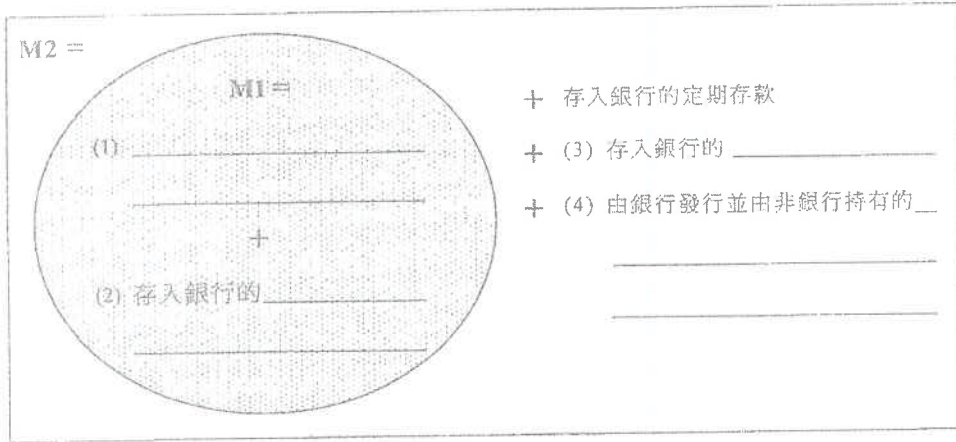 M2 =
M1 =
(1)
+
(2) 存入銀行的
+ 存入銀行的定期存款
+ (3) 存入銀行的
+ (4) 由銀行發行並由非銀行持有的